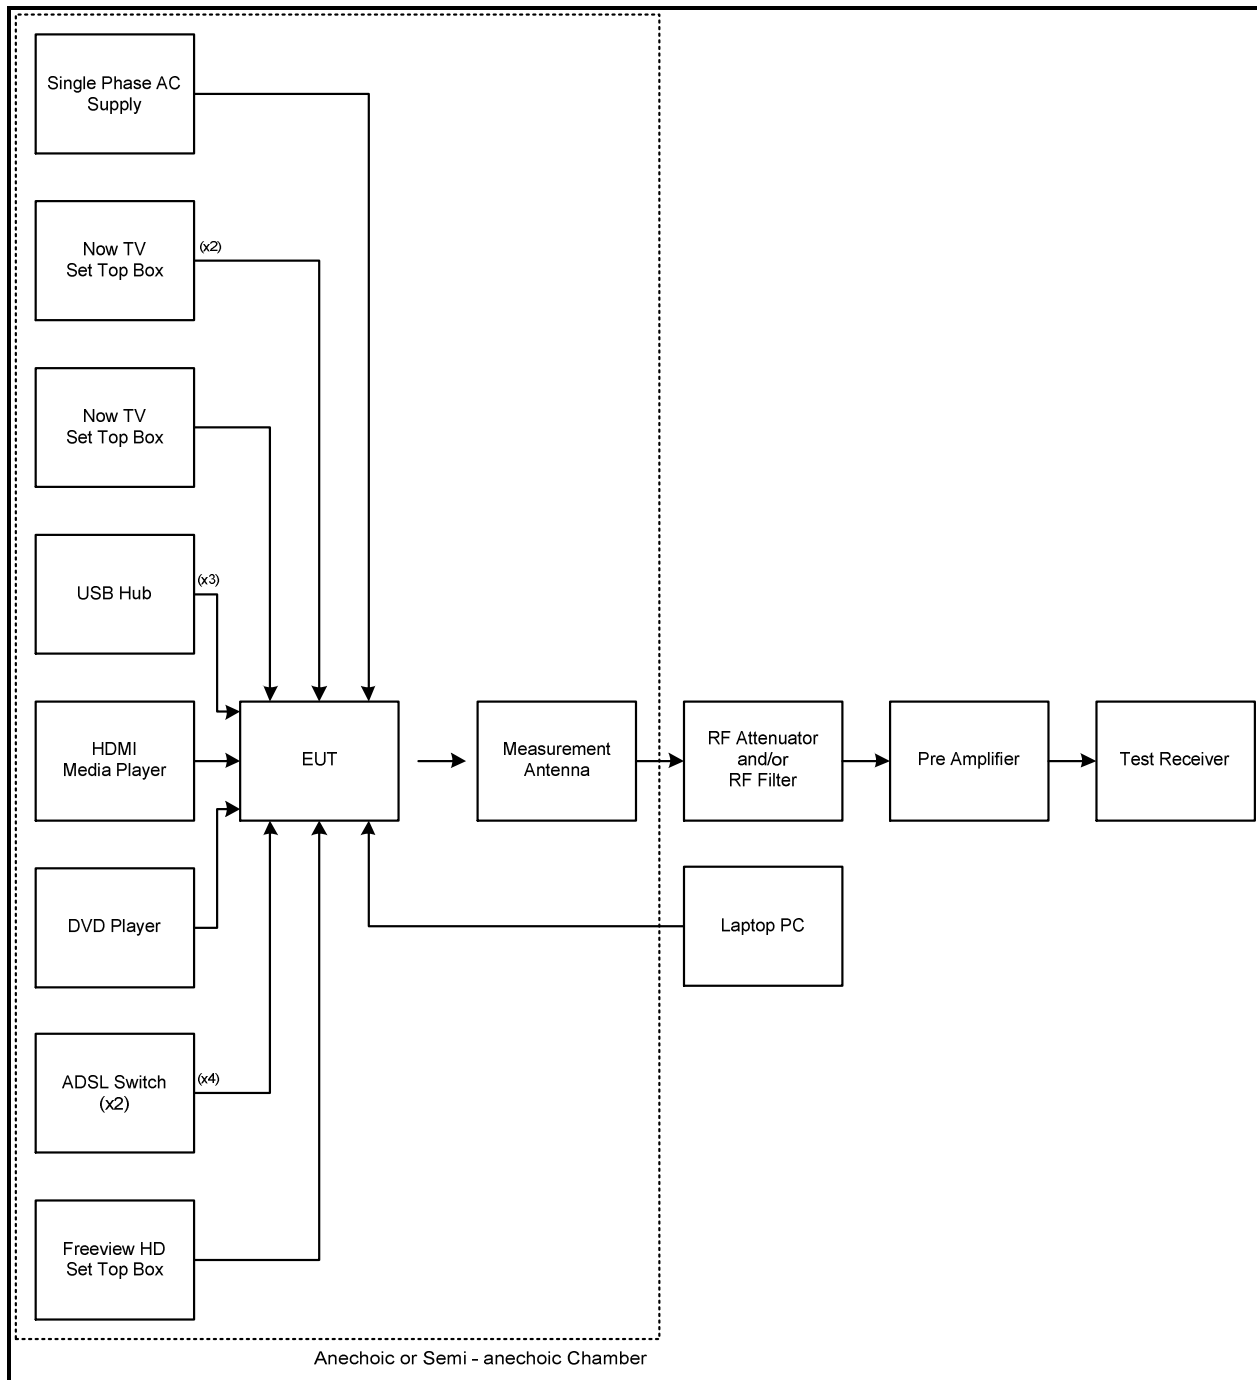 Single Phase AC
Supply
Now TV
Set Top Box
(x2)
Now TV
Set Top Box
USB Hub
(x3)
HDMI
Media Player
EUT
Measurement
Antenna
RF Attenuator
and/or
RF Filter
Pre Amplifier
Test Receiver
DVD Player
Laptop PC
ADSL Switch
(x2)
(x4)
Freeview HD
Set Top Box
Anechoic or Semi - anechoic Chamber